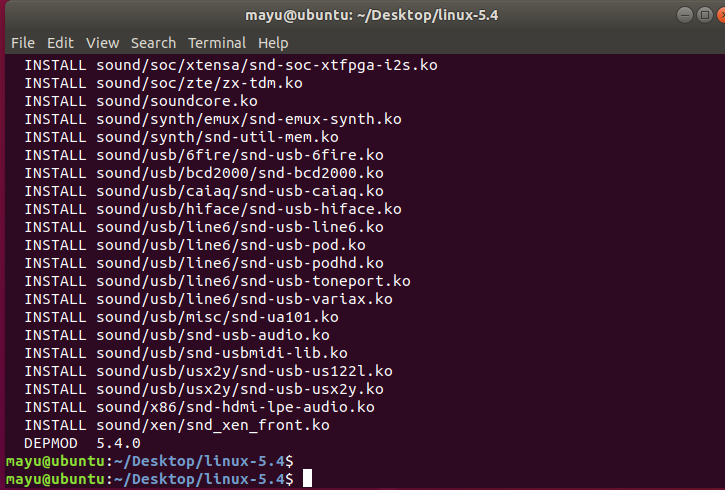 mayu@ubuntu: ~/Desktop/linux-5.4
File Edit View Search Terminal Help
INSTALL sound/soc/xtensa/snd-soc-xtfpga-i2s.ko
INSTALL sound/soc/zte/zx-tdm.ko
INSTALL sound/soundcore.ko
INSTALL sound/synth/emux/snd-emux-synth.ko
INSTALL sound/synth/snd-util-mem.ko
INSTALL sound/usb/6fire/snd-usb-6fire.ko
INSTALL sound/usb/bcd2000/snd-bcd2000.ko
INSTALL sound/usb/caiaq/snd-usb-caiaq.ko
INSTALL sound/usb/hiface/snd-usb-hiface.ko
INSTALL sound/usb/line6/snd-usb-line6.ko
INSTALL sound/usb/line6/snd-usb-pod.ko
INSTALL sound/usb/line6/snd-usb-podhd.ko
INSTALL sound/usb/line6/snd-usb-toneport.ko
INSTALL sound/usb/line6/snd-usb-variax.ko
INSTALL sound/usb/misc/snd-ua101.ko
INSTALL sound/usb/snd-usb-audio.ko
INSTALL sound/usb/snd-usbmidi-lib.ko
INSTALL sound/usb/usx2y/snd-usb-us122l.ko
INSTALL sound/usb/usx2y/snd-usb-usx2y.ko
INSTALL sound/x86/snd-hdmi-lpe-audio.ko
INSTALL sound/xen/snd_xen_front.ko
DEPMOD 5.4.0
mayu@ubuntu:~/Desktop/linux-5.4$
mayu@ubuntu:~/Desktop/linux-5.4$